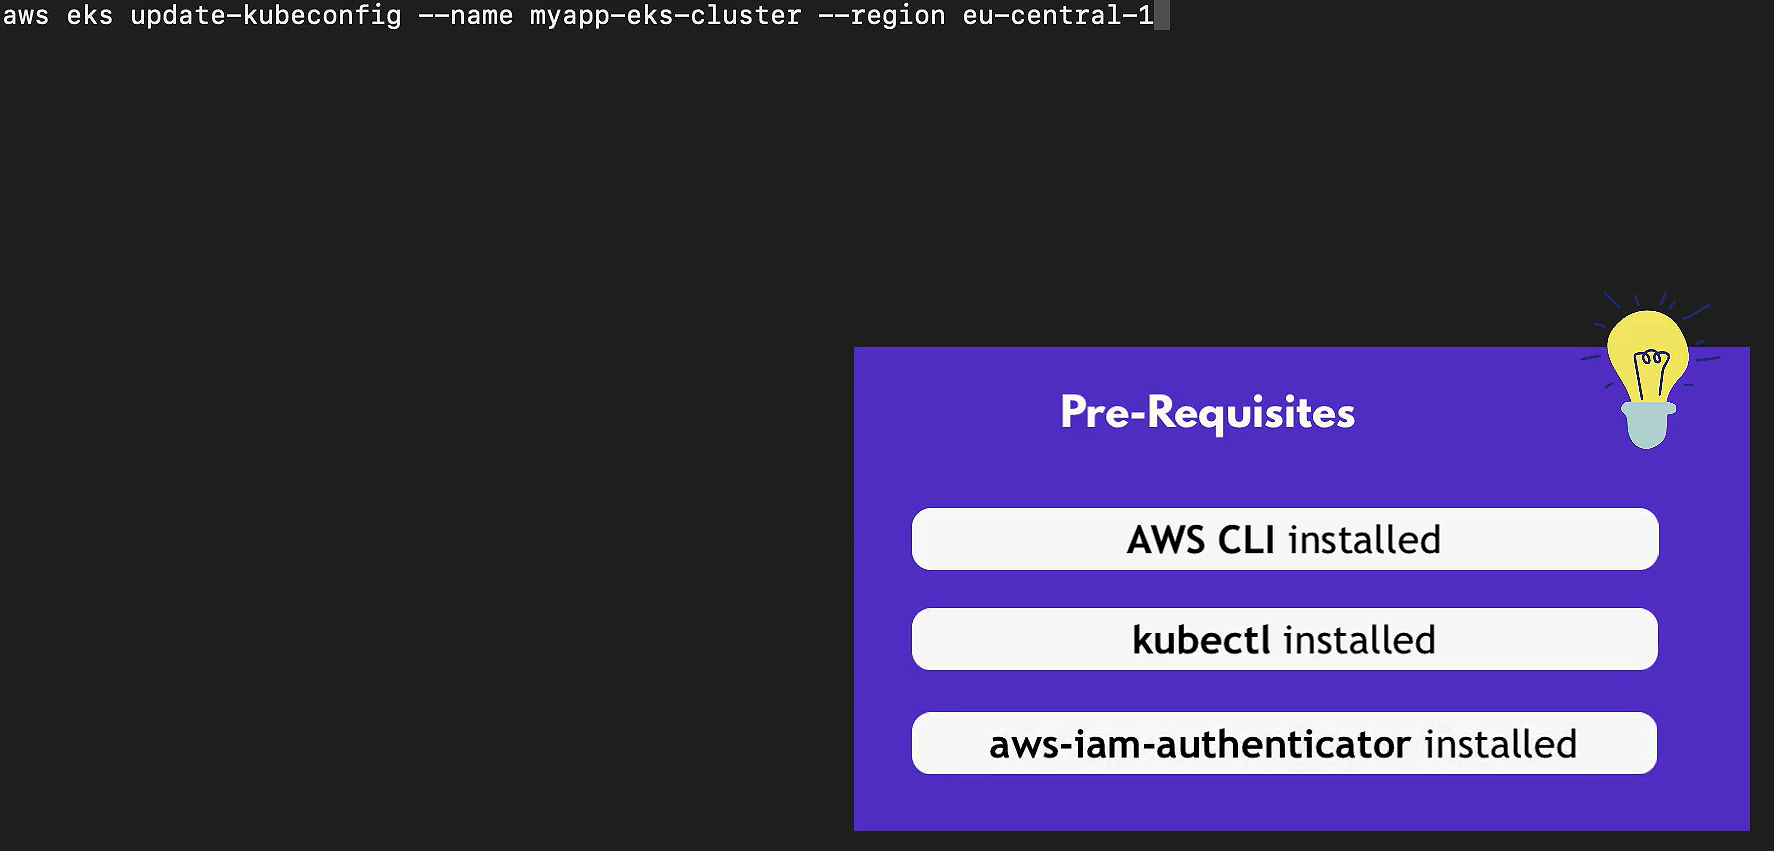 aws eks update-kubeconfig --name myapp-eks-cluster --region eu-central-1
Pre-Requisites
AWS CLI installed
kubectl installed
aws-iam-authenticator installed